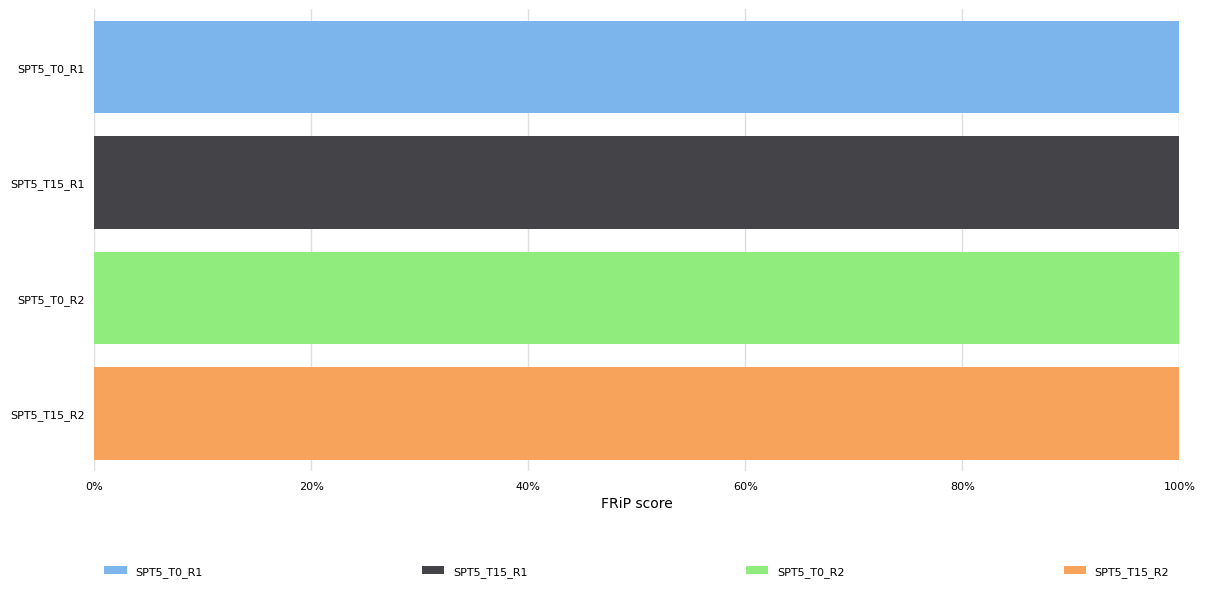 SPT5_T0_R1
SPT5_T15_R1
SPT5_T0_R2
SPT5_T15_R2
0% 20% 40% 60% 80% 100%
FRiP score
SPT5_T0_R1 SPT5_T15_R1 SPT5_T0_R2 SPT5_T15_R2